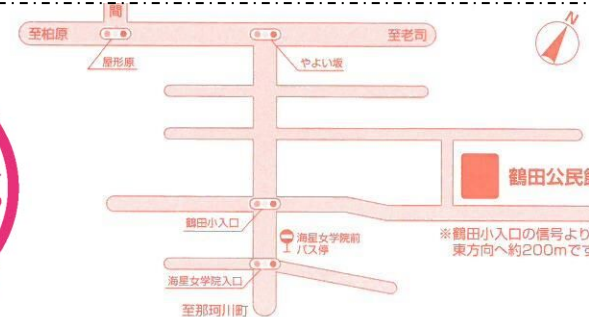 間
至柏原
至老司
N
屋形原
やよい坂
鶴田公民館
鶴田小入口
海星女学院前
バス停
※鶴田小入口の信号より
東方向へ約200mです
海星女学院入口
至那珂川町